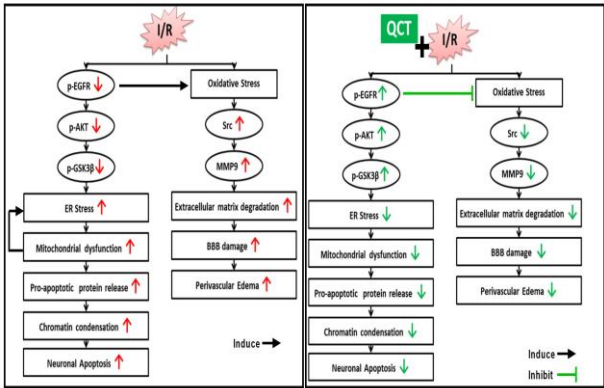 I/R
p-EGFR
Oxidative Stress
p-AKT
Src
p-GSK3β
MMP9
ER Stress
Extracellular matrix degradation
Mitochondrial dysfunction
BBB damage
Pro-apoptotic protein release
Perivascular Edema
Chromatin condensation
Induce
Neuronal Apoptosis
QCT
+
I/R
p-EGFR
Oxidative Stress
p-AKT
Src
p-GSK3β
MMP9
ER Stress
Extracellular matrix degradation
Mitochondrial dysfunction
BBB damage
Pro-apoptotic protein release
Perivascular Edema
Chromatin condensation
Induce
Neuronal Apoptosis
Inhibit